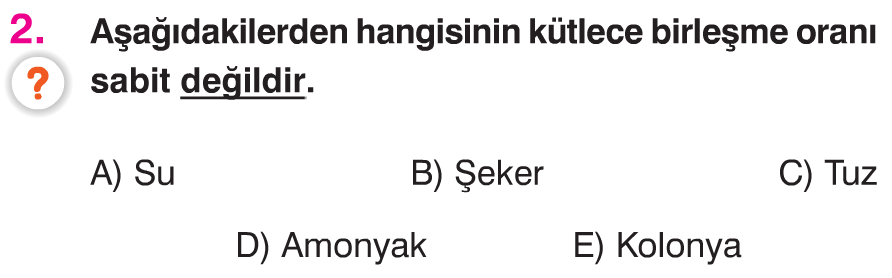 2. Aşağıdakilerden hangisinin kütlece birleşme oranı
? sabit değildir.
A) Su B) Şeker C) Tuz
D) Amonyak E) Kolonya